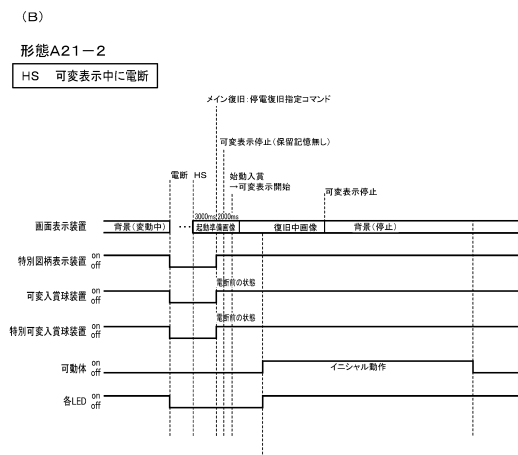 (B)
形態A21－2
HS　可変表示中に電断
メイン復旧：停電復旧指定コマンド
可変表示停止(保留記憶無し)
電断 HS
始動入賞
→可変表示開始
可変表示停止
3000ms 2000ms
画面表示装置
背景(変動中)
…
起動準備画像
復旧中画像
背景(停止)
特別図柄表示装置 on
off
電断前の状態
可変入賞球装置 on
off
電断前の状態
特別可変入賞球装置 on
off
可動体 on
off
イニシャル動作
各LED on
off